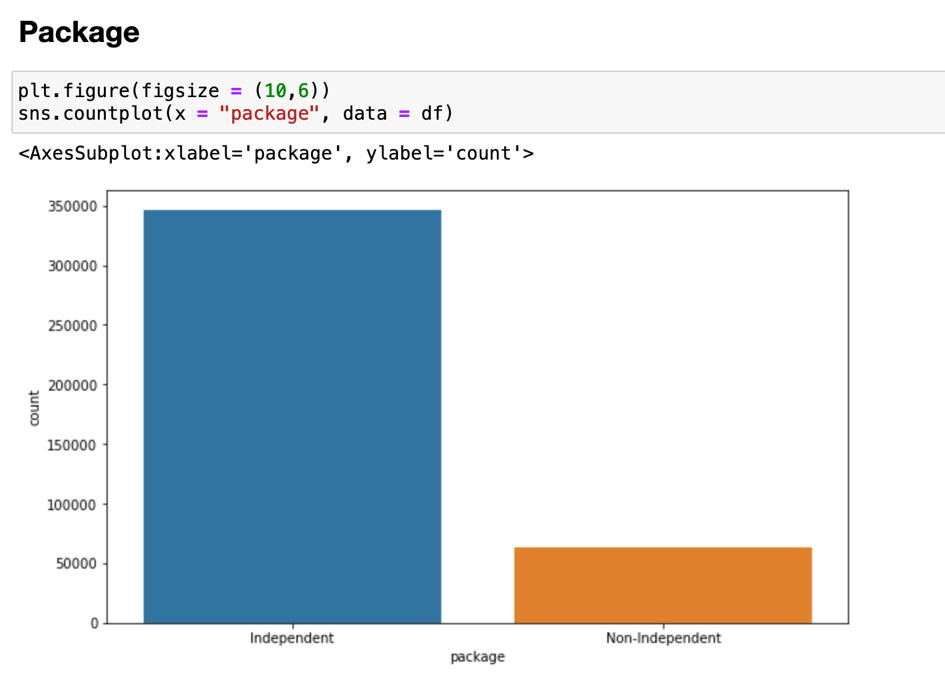 Package
plt.figure(figsize = (10,6))
sns.countplot(x = "package", data = df)
<AxesSubplot:xlabel='package', ylabel='count'>
350000
300000
250000
200000
150000
100000
50000
0
count
Independent
Non-Independent
package